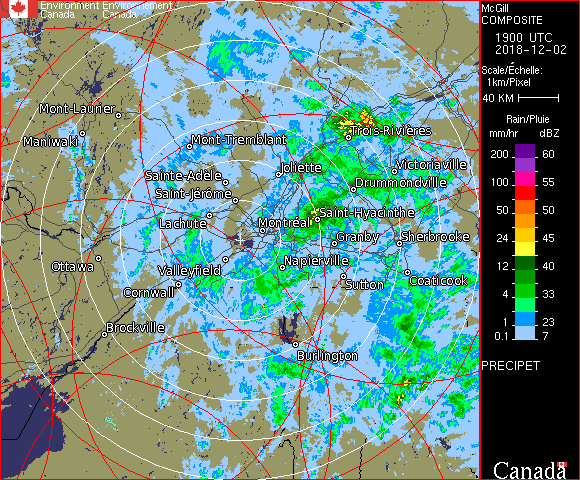 Environment Environnement
Canada Canada
McGill
COMPOSITE
1900 UTC
2018-12-02
Scale/Échelle:
1km/Pixel
40 KM
Rain/Pluie
mm/hr dBZ
200 60
100 55
50 50
24 45
12 40
4 33
1 23
0.1 7
PRECIPET
Canada
Mont-Laurier
Maniwaki
Mont-Tremblant
Trois-Rivières
Joliette
Victoriaville
Sainte-Adèle
Drummondville
Saint-Jérôme
Lachute
Saint-Hyacinthe
Montréal
Granby
Sherbrooke
Ottawa
Valleyfield
Napierville
Cornwall
Sutton
Coaticook
Brockville
Burlington